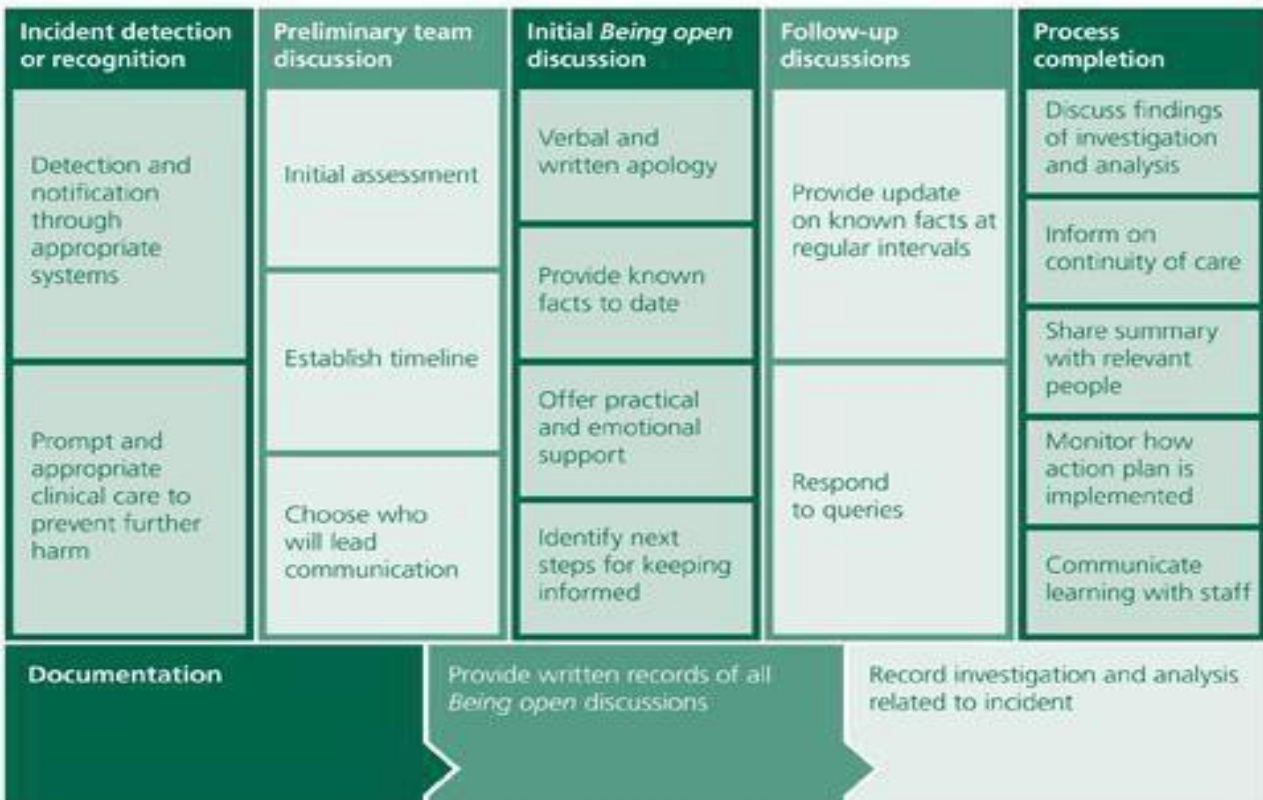 Incident detection
or recognition
Detection and
notification
through
appropriate
systems
Prompt and
appropriate
clinical care to
prevent further
harm
Preliminary team
discussion
Initial assessment
Establish timeline
Choose who
will lead
communication
Initial Being open
discussion
Verbal and
written apology
Provide known
facts to date
Offer practical
and emotional
support
Identify next
steps for keeping
informed
Follow-up
discussions
Provide update
on known facts at
regular intervals
Respond
to queries
Process
completion
Discuss findings
of investigation
and analysis
Inform on
continuity of care
Share summary
with relevant
people
Monitor how
action plan is
implemented
Communicate
learning with staff
Documentation
Provide written records of all
Being open discussions
Record investigation and analysis
related to incident